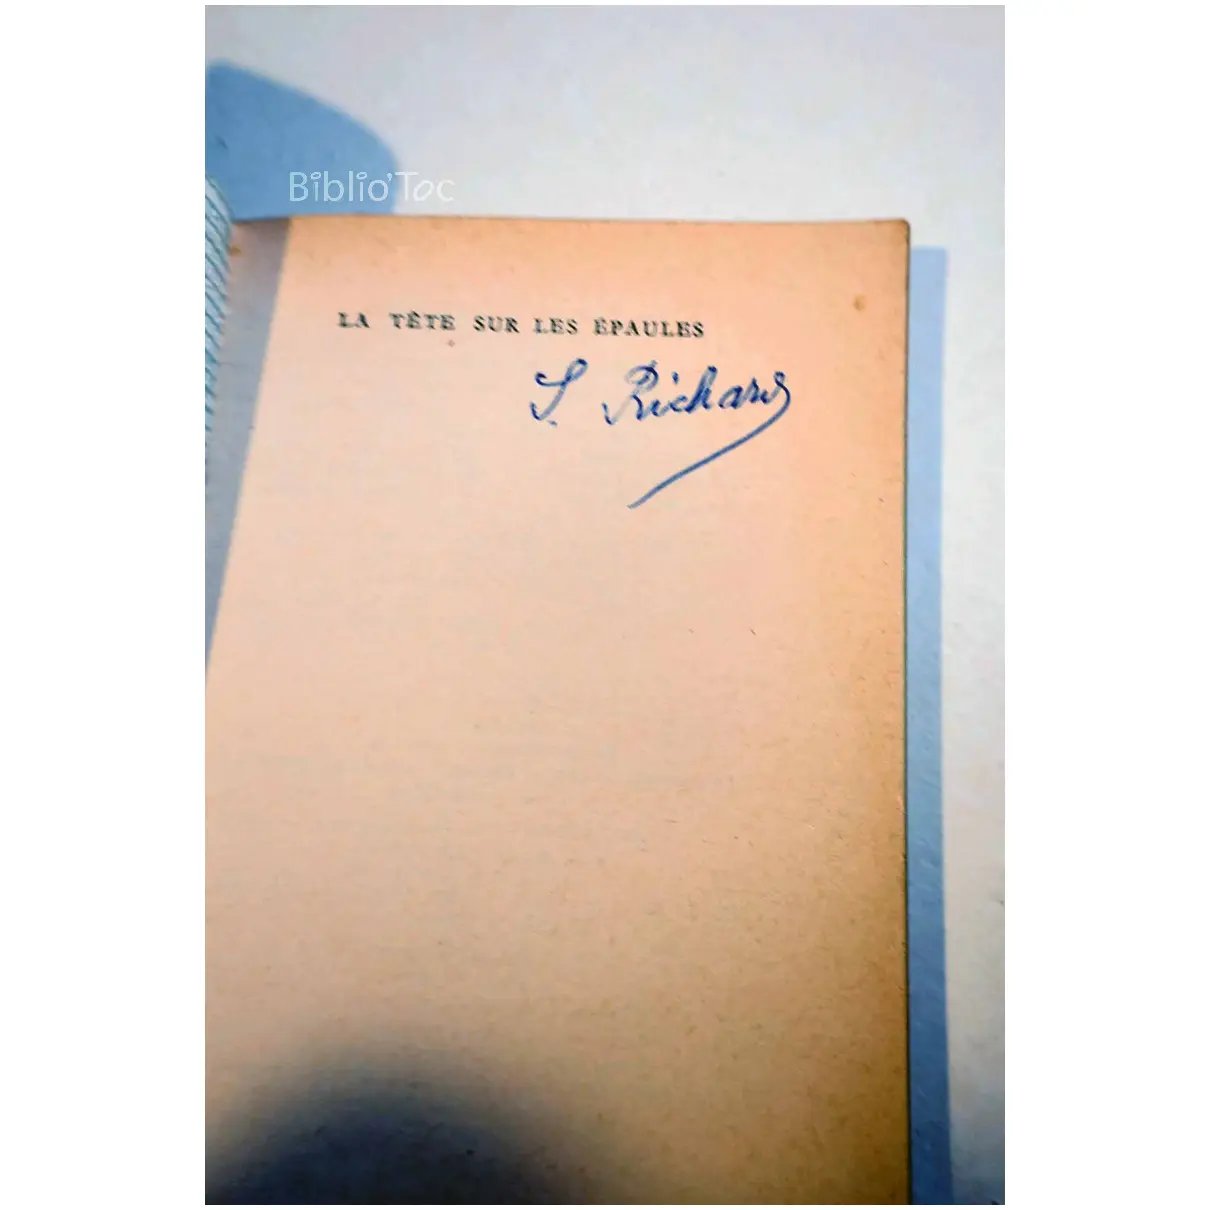 Biblio'Toc
LA TÊTE SUR LES ÉPAULES
S. Richard